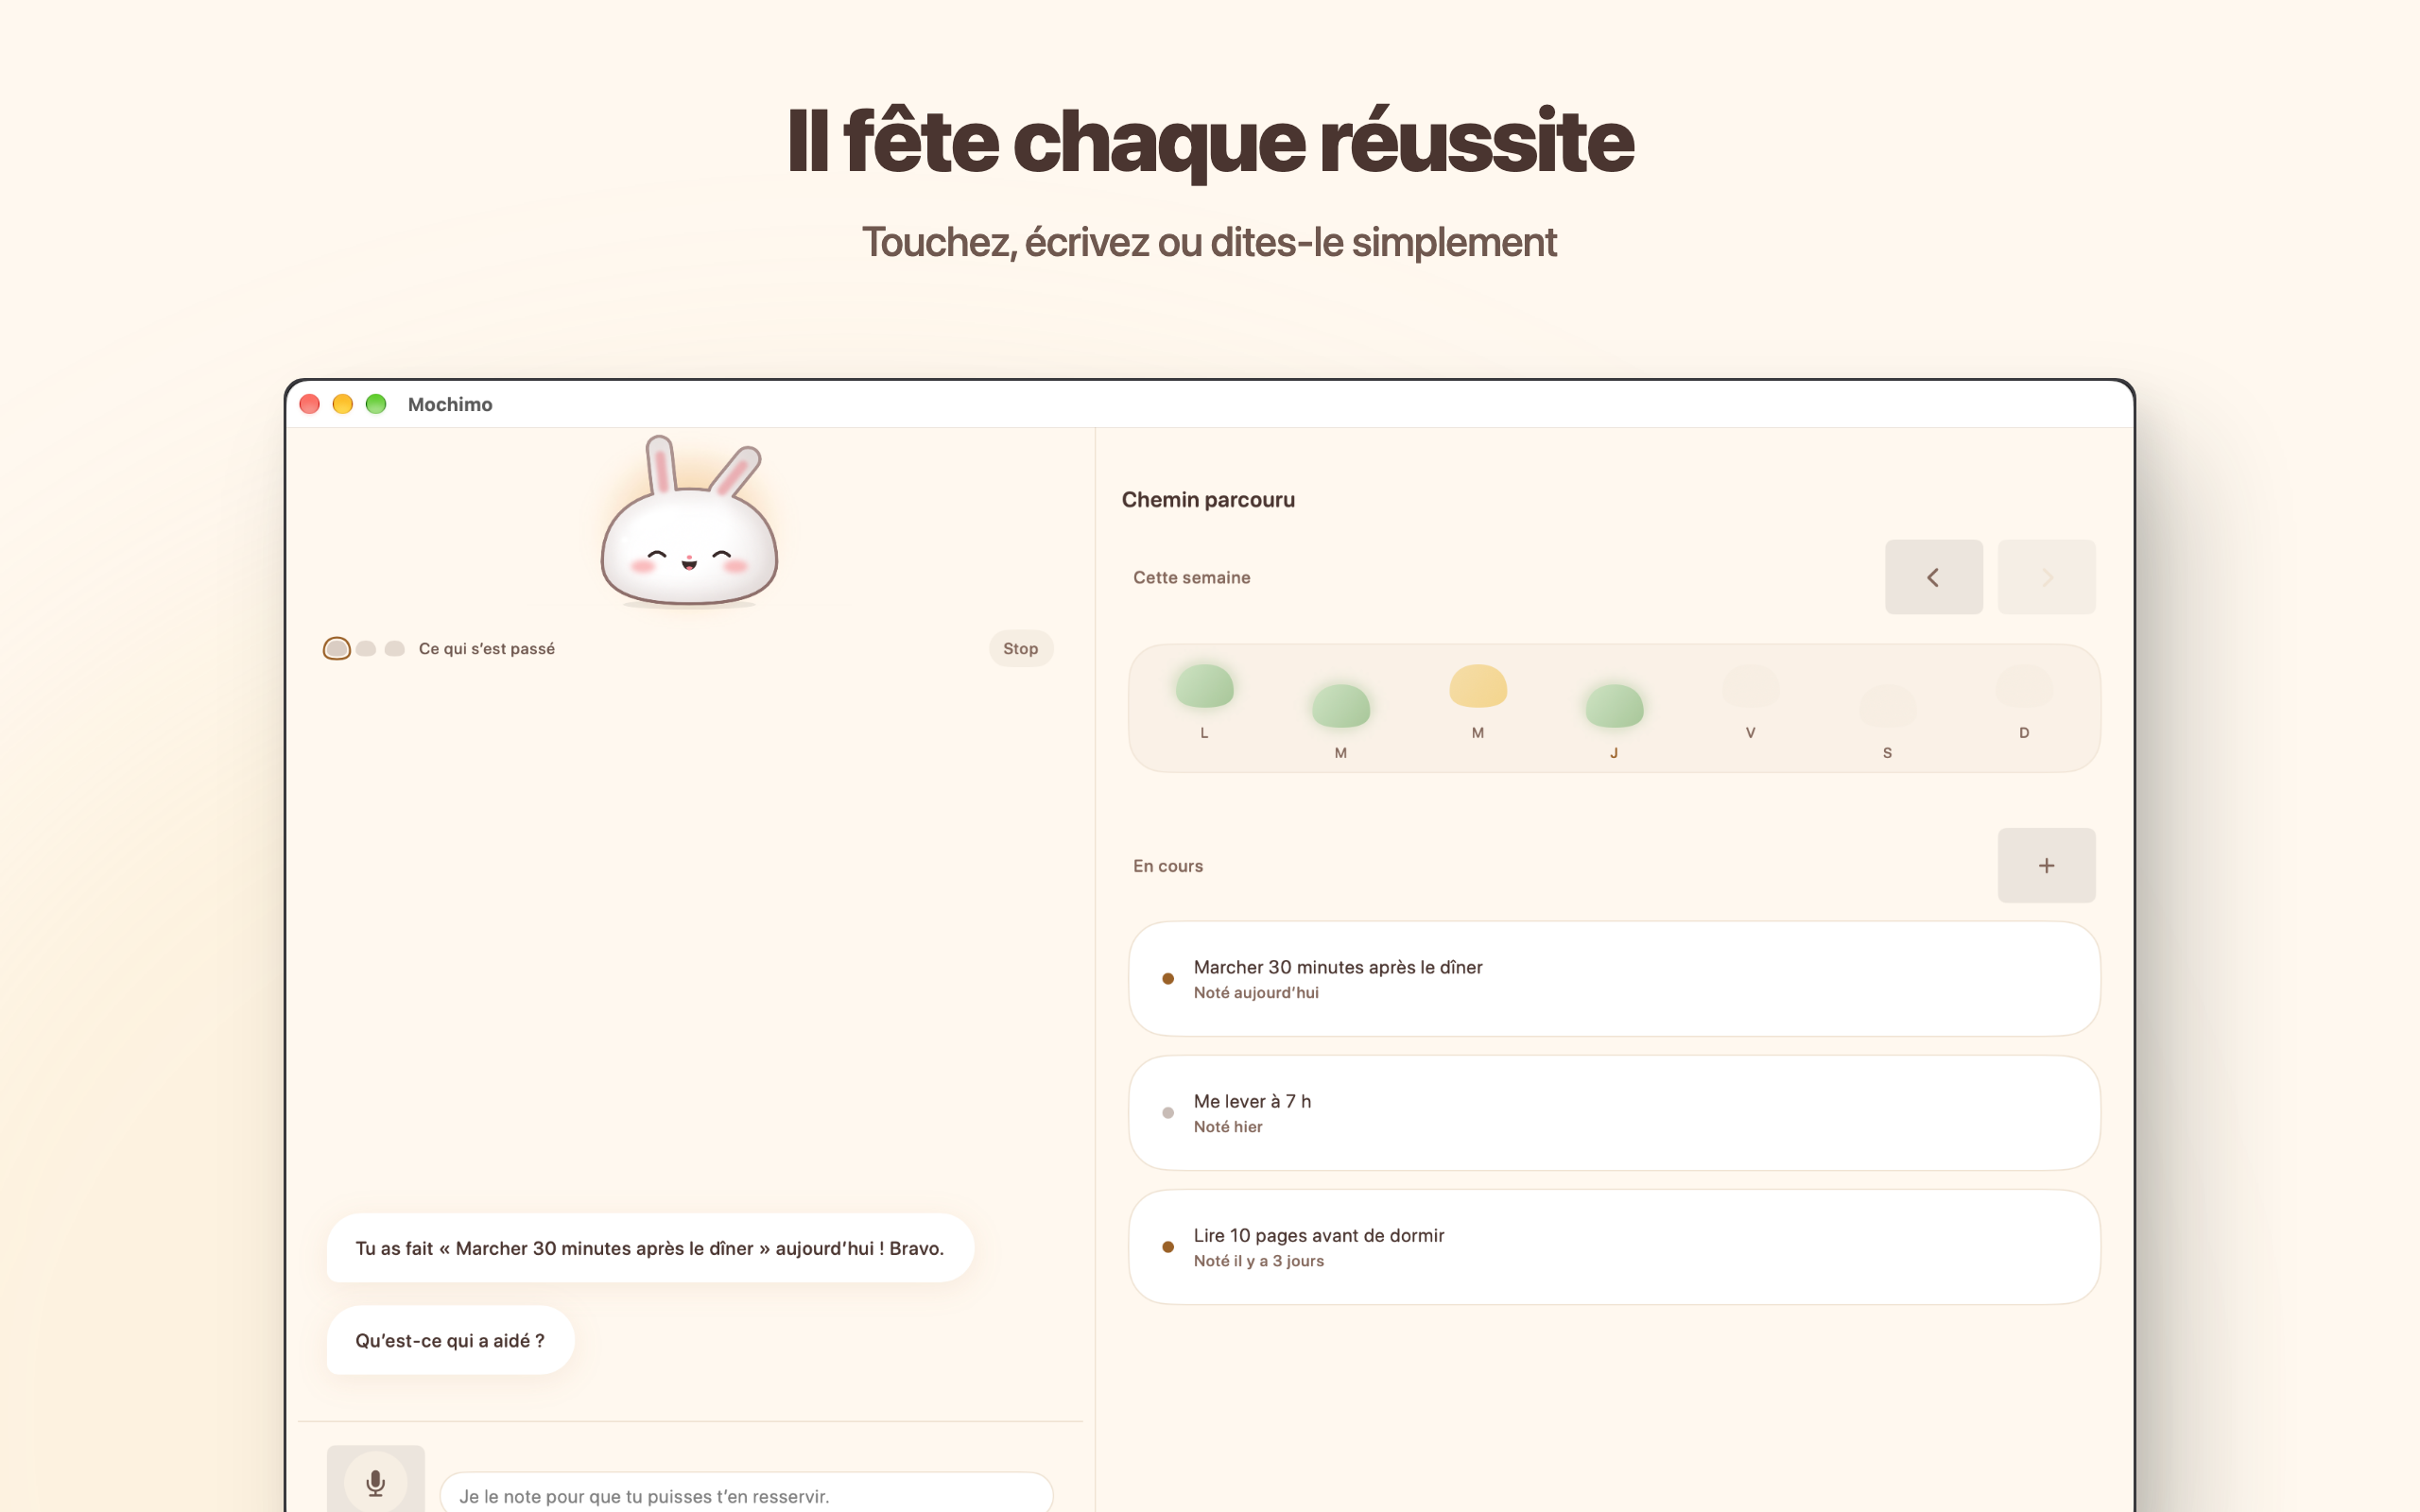 Il fête chaque réussite
Touchez, écrivez ou dites-le simplement
Mochimo
Ce qui s’est passé
Stop
Tu as fait « Marcher 30 minutes après le dîner » aujourd’hui ! Bravo.
Qu’est-ce qui a aidé ?
Je le note pour que tu puisses t’en resservir.
Chemin parcouru
Cette semaine
L
M
M
J
V
S
D
En cours
Marcher 30 minutes après le dîner
Noté aujourd’hui
Me lever à 7 h
Noté hier
Lire 10 pages avant de dormir
Noté il y a 3 jours